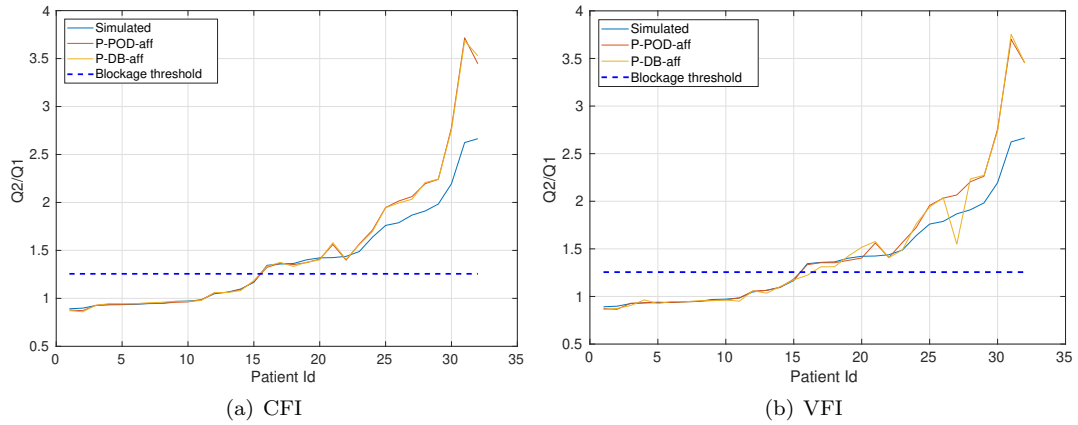 Simulated
P-POD-aff
P-DB-aff
Blockage threshold
Q2/Q1
4
3.5
3
2.5
2
1.5
1
0.5
0 5 10 15 20 25 30 35
Patient Id
(a) CFI
Simulated
P-POD-aff
P-DB-aff
Blockage threshold
Q2/Q1
4
3.5
3
2.5
2
1.5
1
0.5
0 5 10 15 20 25 30 35
Patient Id
(b) VFI